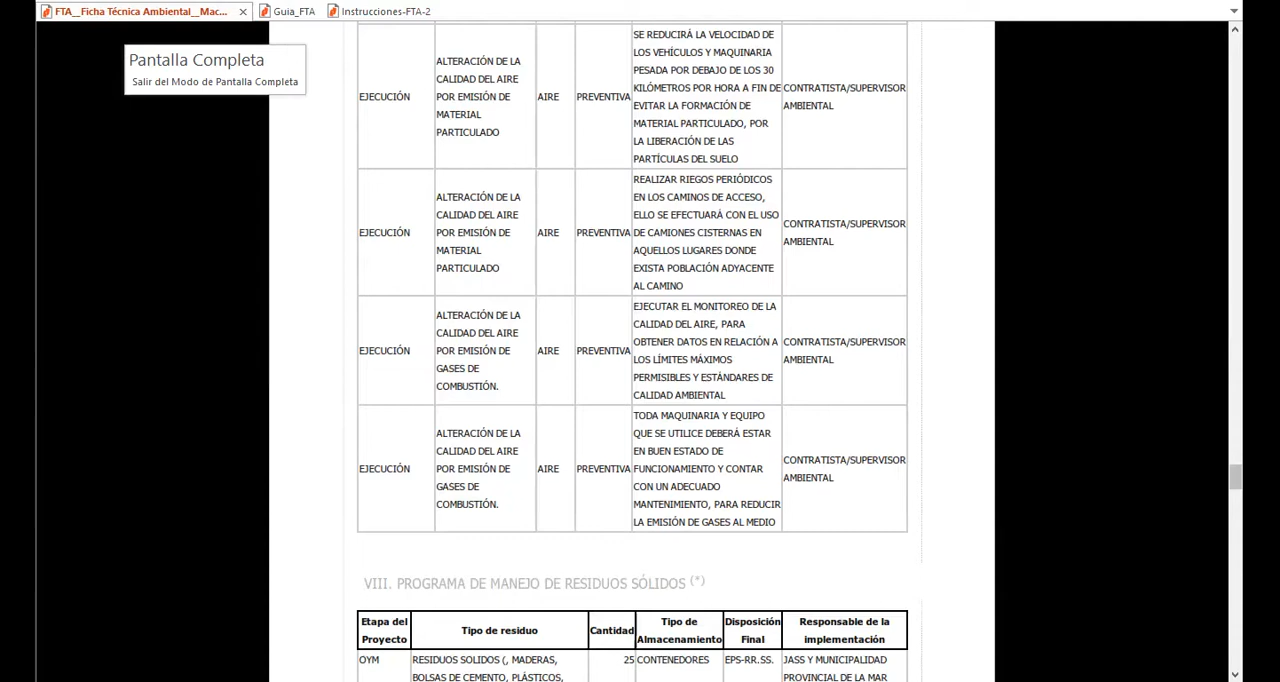 FTA__Ficha Técnica Ambiental__Mac...
Guia_FTA
Instrucciones-FTA-2
Pantalla Completa
Salir del Modo de Pantalla Completa
EJECUCIÓN
ALTERACIÓN DE LA
CALIDAD DEL AIRE
POR EMISIÓN DE
MATERIAL
PARTICULADO
AIRE
PREVENTIVA
SE REDUCIRÁ LA VELOCIDAD DE
LOS VEHÍCULOS Y MAQUINARIA
PESADA POR DEBAJO DE LOS 30
KILÓMETROS POR HORA A FIN DE
EVITAR LA FORMACIÓN DE
MATERIAL PARTICULADO, POR
LA LIBERACIÓN DE LAS
PARTÍCULAS DEL SUELO
CONTRATISTA/SUPERVISOR
AMBIENTAL
EJECUCIÓN
ALTERACIÓN DE LA
CALIDAD DEL AIRE
POR EMISIÓN DE
MATERIAL
PARTICULADO
AIRE
PREVENTIVA
REALIZAR RIEGOS PERIÓDICOS
EN LOS CAMINOS DE ACCESO,
ELLO SE EFECTUARÁ CON EL USO
DE CAMIONES CISTERNAS EN
AQUELLOS LUGARES DONDE
EXISTA POBLACIÓN ADYACENTE
AL CAMINO
CONTRATISTA/SUPERVISOR
AMBIENTAL
EJECUCIÓN
ALTERACIÓN DE LA
CALIDAD DEL AIRE
POR EMISIÓN DE
GASES DE
COMBUSTIÓN.
AIRE
PREVENTIVA
EJECUTAR EL MONITOREO DE LA
CALIDAD DEL AIRE, PARA
OBTENER DATOS EN RELACIÓN A
LOS LÍMITES MÁXIMOS
PERMISIBLES Y ESTÁNDARES DE
CALIDAD AMBIENTAL
CONTRATISTA/SUPERVISOR
AMBIENTAL
EJECUCIÓN
ALTERACIÓN DE LA
CALIDAD DEL AIRE
POR EMISIÓN DE
GASES DE
COMBUSTIÓN.
AIRE
PREVENTIVA
TODA MAQUINARIA Y EQUIPO
QUE SE UTILICE DEBERÁ ESTAR
EN BUEN ESTADO DE
FUNCIONAMIENTO Y CONTAR
CON UN ADECUADO
MANTENIMIENTO, PARA REDUCIR
LA EMISIÓN DE GASES AL MEDIO
CONTRATISTA/SUPERVISOR
AMBIENTAL
VIII. PROGRAMA DE MANEJO DE RESIDUOS SÓLIDOS (*)
Etapa del
Proyecto
Tipo de residuo
Cantidad
Tipo de
Almacenamiento
Disposición
Final
Responsable de la
implementación
OYM
RESIDUOS SOLIDOS (, MADERAS,
BOLSAS DE CEMENTO, PLÁSTICOS,
25
CONTENEDORES
EPS-RR.SS.
JASS Y MUNICIPALIDAD
PROVINCIAL DE LA MAR